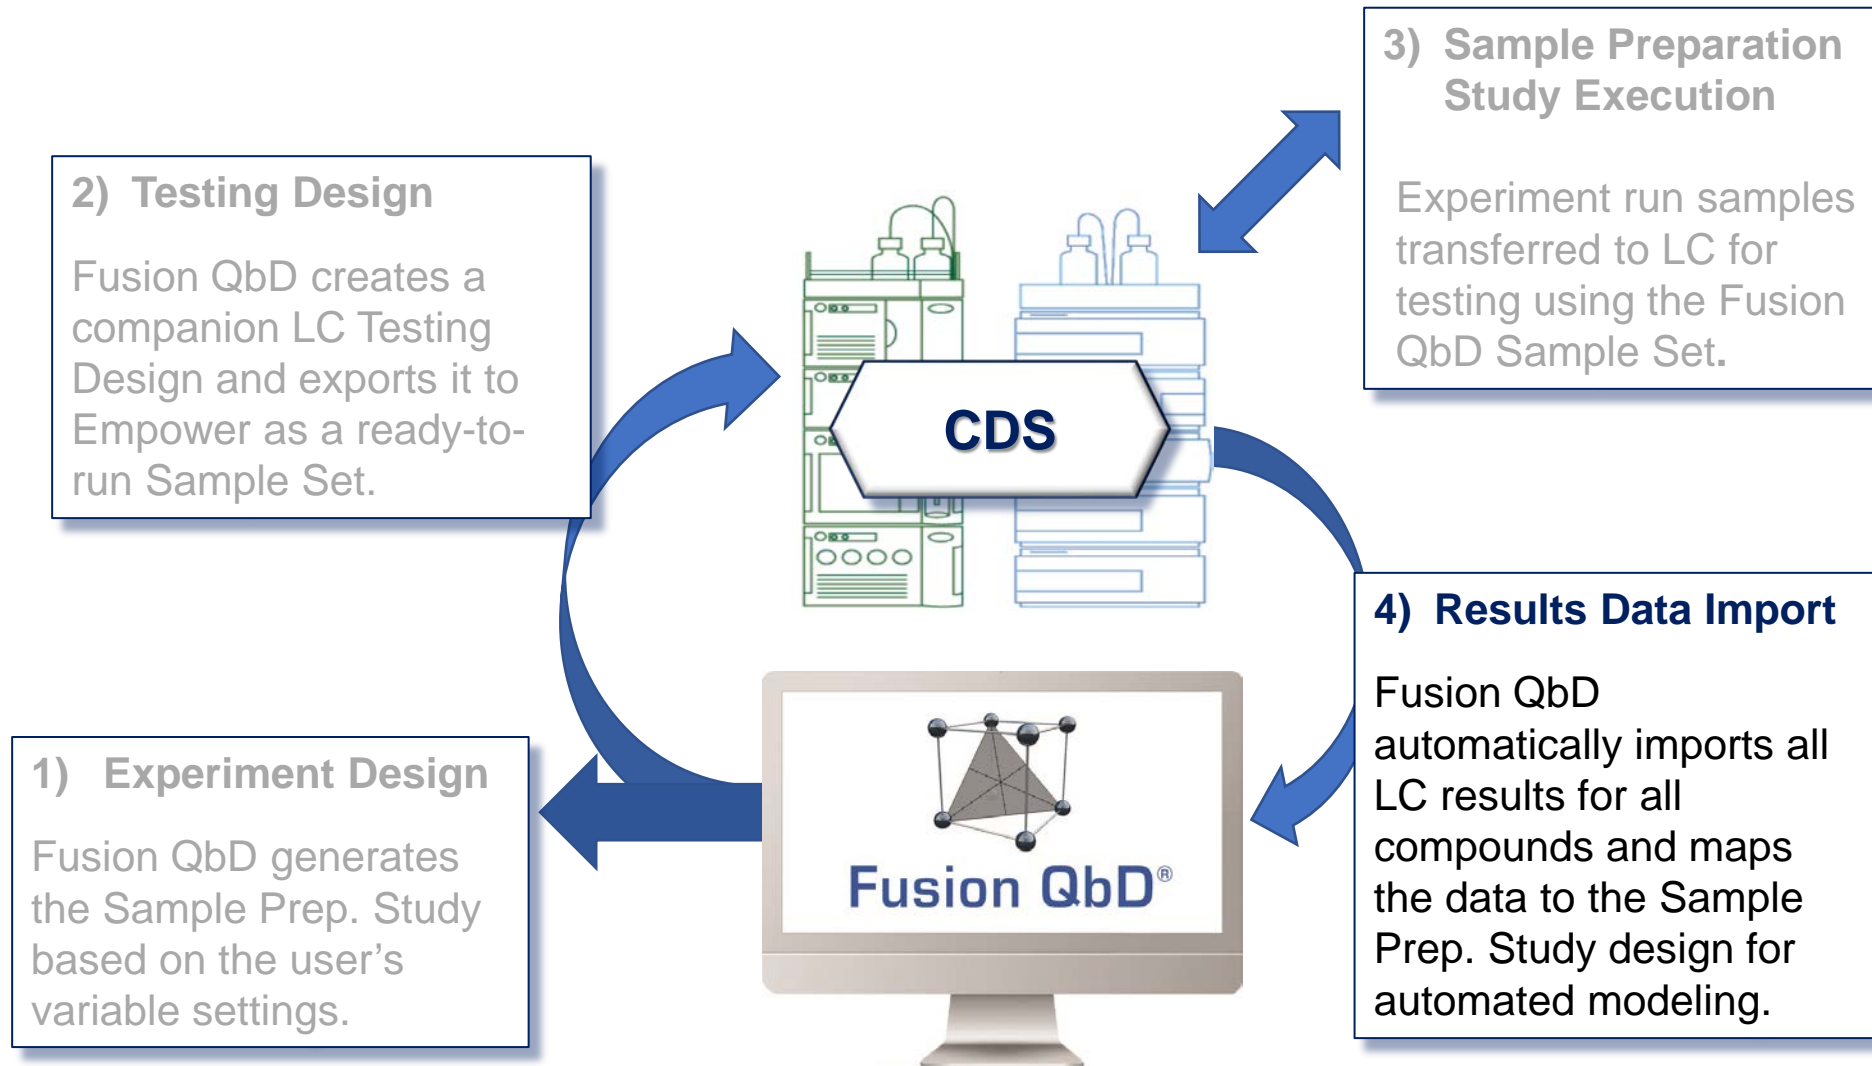 3) Sample Preparation
Study Execution
Experiment run samples
transferred to LC for
testing using the Fusion
QbD Sample Set.
2) Testing Design
Fusion QbD creates a
companion LC Testing
Design and exports it to
Empower as a ready-to-
run Sample Set.
CDS
4) Results Data Import
Fusion QbD
automatically imports all
LC results for all
compounds and maps
the data to the Sample
Prep. Study design for
automated modeling.
1) Experiment Design
Fusion QbD generates
the Sample Prep. Study
based on the user’s
variable settings.
Fusion QbD®